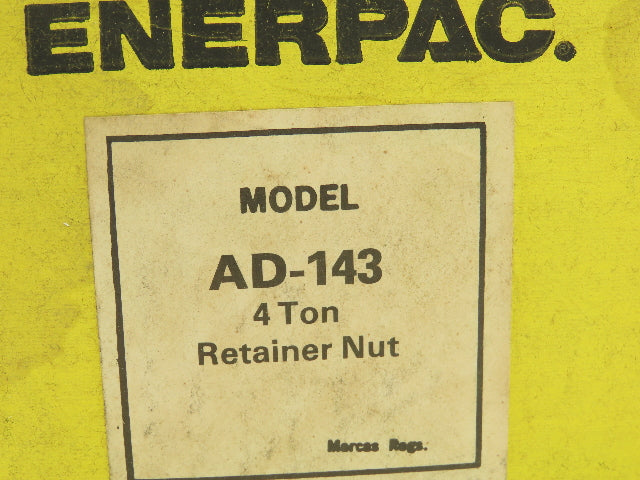 ENERPAC.
MODEL
AD-143
4 Ton
Retainer Nut
Marcas Regs.